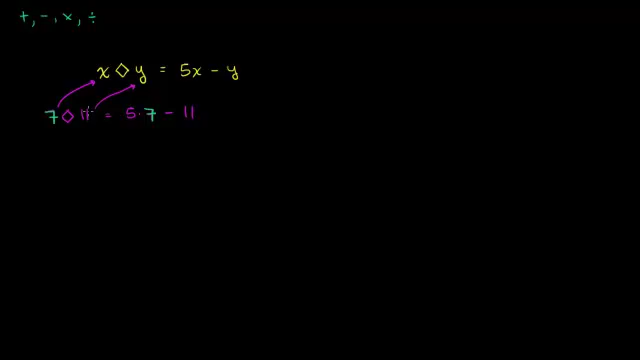 +, -, ×, ÷
x ◇ y = 5x - y
7 ◇ 11 = 5·7 - 11